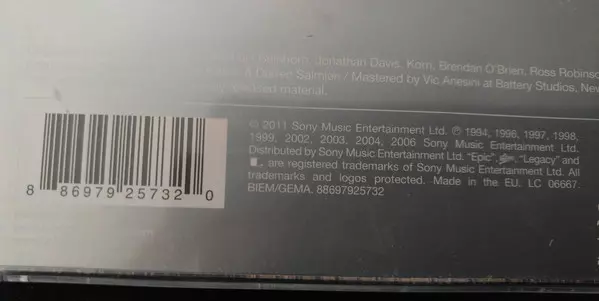 Jonathan Davis, Korn, Brendan O'Brien, Ross Robinso
Salmon / Mastered by Vic Anesini at Battery Studios, New
material.
© 2011 Sony Music Entertainment Ltd. ℗ 1994, 1996, 1997, 1998,
1999, 2002, 2003, 2004, 2006 Sony Music Entertainment Ltd.
Distributed by Sony Music Entertainment Ltd. "Epic", , "Legacy" and
, are registered trademarks of Sony Music Entertainment Ltd. All
trademarks and logos protected. Made in the EU. LC 06667.
BIEM/GEMA. 88697925732
8 86979 25732 0